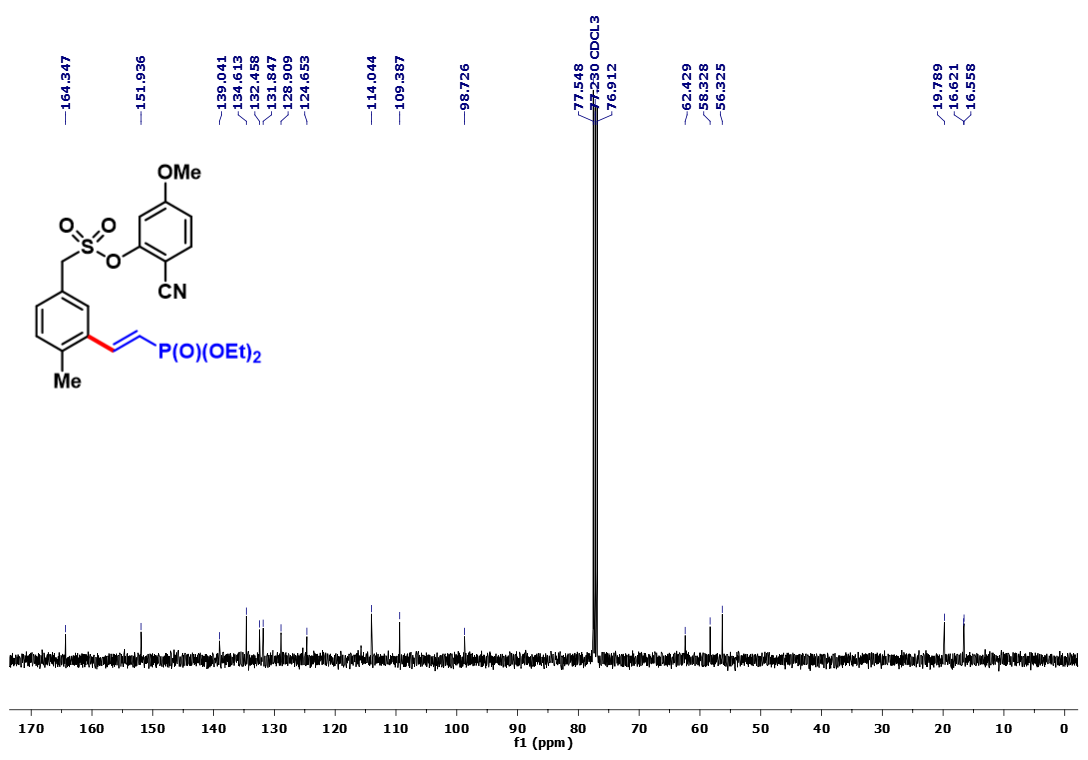 164.347
151.936
139.041
134.613
132.458
131.847
128.909
124.653
114.044
109.387
98.726
77.548
77.230 CDCL3
76.912
62.429
58.328
56.325
19.789
16.621
16.558
OMe
O O
S
O
CN
P(O)(OEt)2
Me
170 160 150 140 130 120 110 100 90 80 70 60 50 40 30 20 10 0
f1 (ppm)